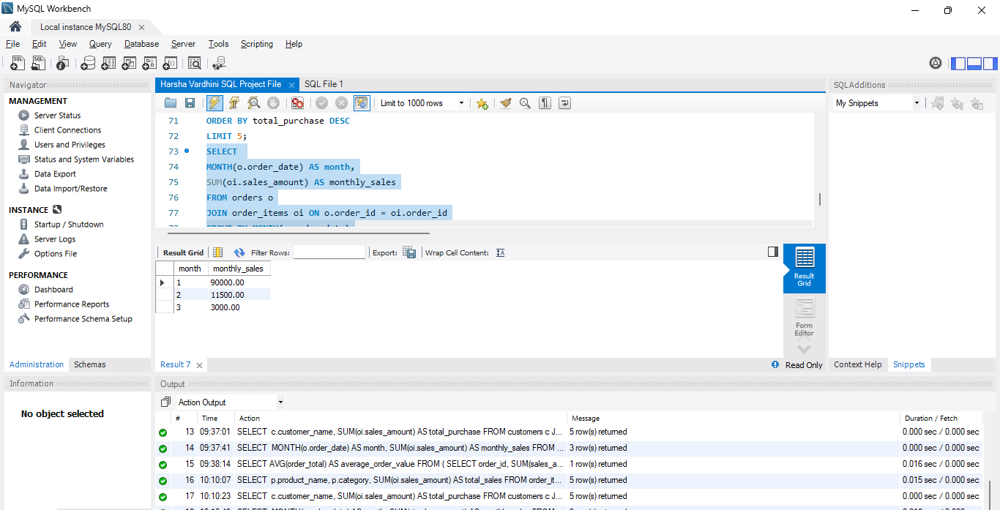 MySQL Workbench
Local instance MySQL80
File Edit View Query Database Server Tools Scripting Help
Navigator
MANAGEMENT
Server Status
Client Connections
Users and Privileges
Status and System Variables
Data Export
Data Import/Restore
INSTANCE
Startup / Shutdown
Server Logs
Options File
PERFORMANCE
Dashboard
Performance Reports
Performance Schema Setup
Administration Schemas
Information
No object selected
Harsha Vardhini SQL Project File SQL File 1
Limit to 1000 rows
71 ORDER BY total_purchase DESC
72 LIMIT 5;
73 SELECT
74 MONTH(o.order_date) AS month,
75 SUM(oi.sales_amount) AS monthly_sales
76 FROM orders o
77 JOIN order_items oi ON o.order_id = oi.order_id
Result Grid Filter Rows: Export: Wrap Cell Content:
month monthly_sales
1 90000.00
2 11500.00
3 3000.00
Result Grid
Form Editor
Result 7 Read Only
SQLAdditions
My Snippets
Context Help Snippets
Output
Action Output
# Time Action Message Duration / Fetch
13 09:37:01 SELECT c.customer_name, SUM(oi.sales_amount) AS total_purchase FROM customers c J... 5 row(s) returned 0.000 sec / 0.000 sec
14 09:37:41 SELECT MONTH(o.order_date) AS month, SUM(oi.sales_amount) AS monthly_sales FROM ... 3 row(s) returned 0.000 sec / 0.000 sec
15 09:38:14 SELECT AVG(order_total) AS average_order_value FROM ( SELECT order_id, SUM(sales_a... 1 row(s) returned 0.016 sec / 0.000 sec
16 10:10:07 SELECT p.product_name, p.category, SUM(oi.sales_amount) AS total_sales FROM order_it... 5 row(s) returned 0.015 sec / 0.000 sec
17 10:10:23 SELECT c.customer_name, SUM(oi.sales_amount) AS total_purchase FROM customers c J... 5 row(s) returned 0.000 sec / 0.000 sec